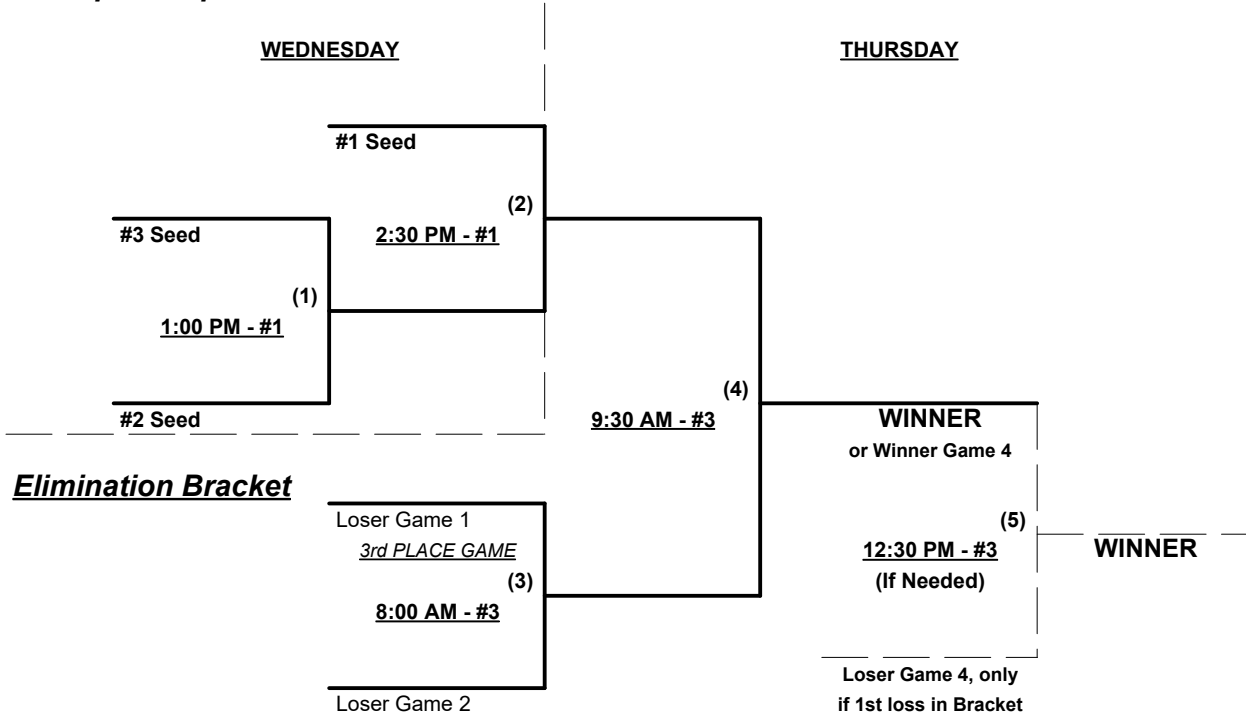 WEDNESDAY
THURSDAY
#1 Seed
(2)
#3 Seed
2:30 PM - #1
(1)
1:00 PM - #1
(4)
#2 Seed
9:30 AM - #3
WINNER
or Winner Game 4
Elimination Bracket
Loser Game 1
(5)
3rd PLACE GAME
12:30 PM - #3
WINNER
(3)
(If Needed)
8:00 AM - #3
Loser Game 4, only
Loser Game 2
if 1st loss in Bracket